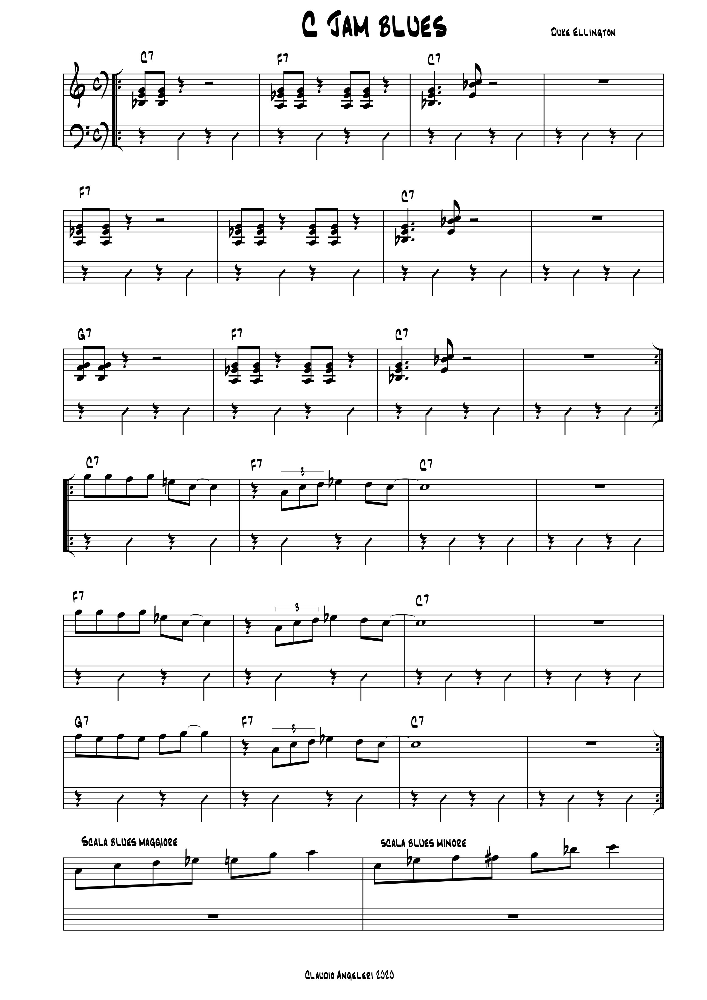 C JAM BLUES
DUKE ELLINGTON
C7 F7 C7
F7 C7
G7 F7 C7
C7 F7 3 C7
F7 3 C7
G7 F7 3 C7
SCALA BLUES MAGGIORE SCALA BLUES MINORE
CLAUDIO ANGELERI 2020